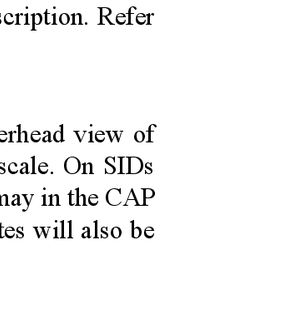 scription. Refer
erhead view of
scale. On SIDs
may in the CAP
tes will also be